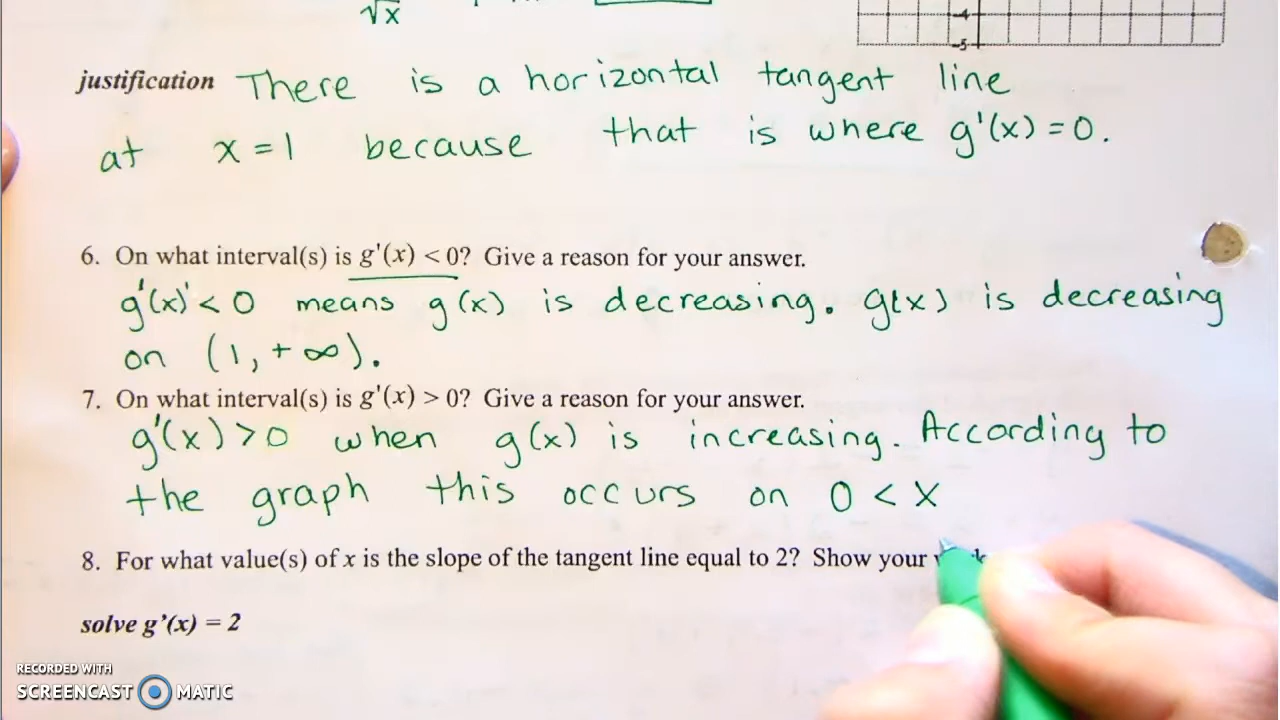 √x
-4
-5
justification There is a horizontal tangent line
at x = 1 because that is where g'(x) = 0.
6. On what interval(s) is g'(x) < 0? Give a reason for your answer.
g'(x)' < 0 means g(x) is decreasing. g(x) is decreasing
on (1, +∞).
7. On what interval(s) is g'(x) > 0? Give a reason for your answer.
g'(x) > 0 when g(x) is increasing. According to
the graph this occurs on 0 < x
8. For what value(s) of x is the slope of the tangent line equal to 2? Show your
solve g'(x) = 2
RECORDED WITH
SCREENCAST MATIC